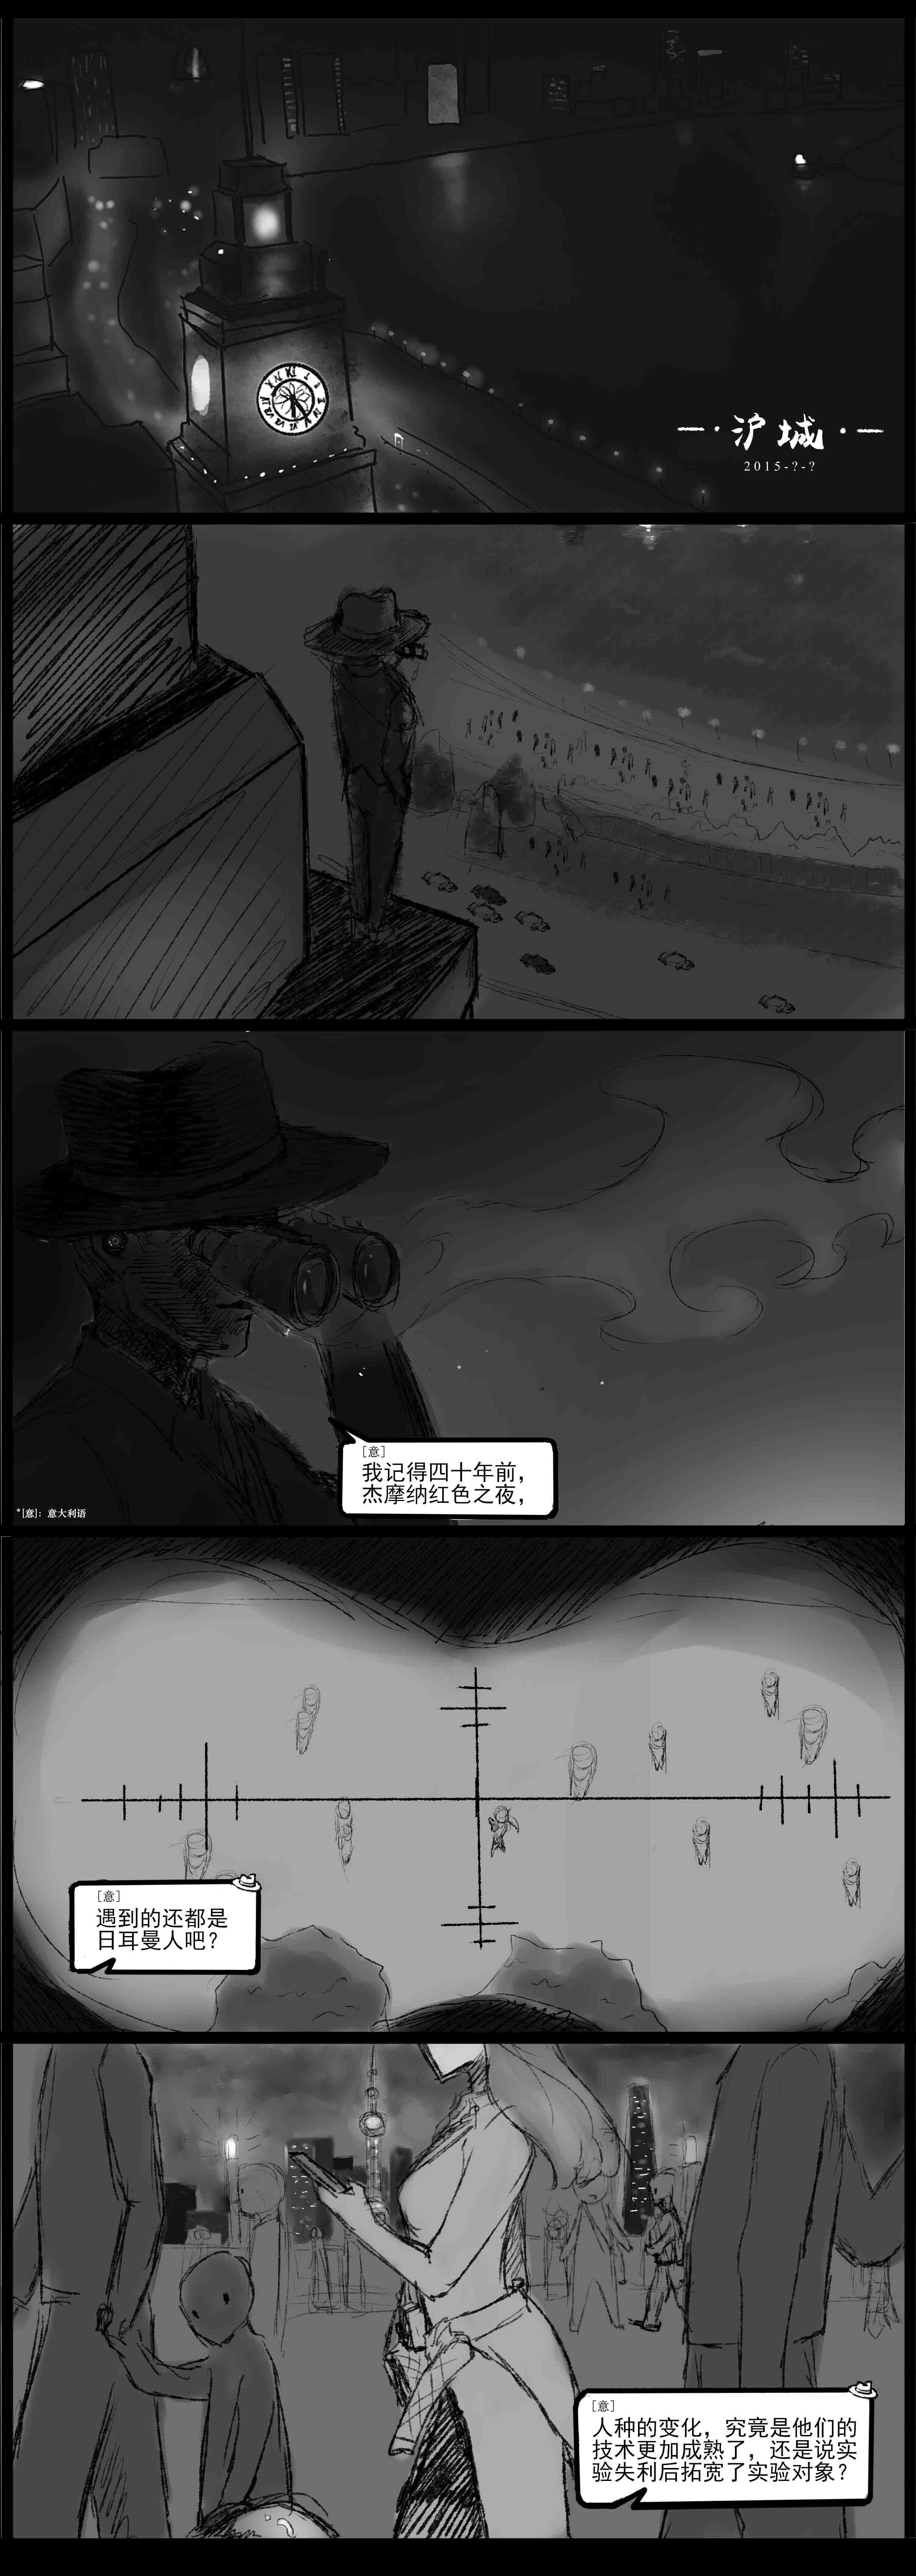 一·沪城·一
2015-?-?
[意]
我记得四十年前，
杰摩纳红色之夜，
*[意]：意大利语
[意]
遇到的还都是
日耳曼人吧？
[意]
人种的变化，究竟是他们的
技术更加成熟了，还是说实
验失利后拓宽了实验对象？